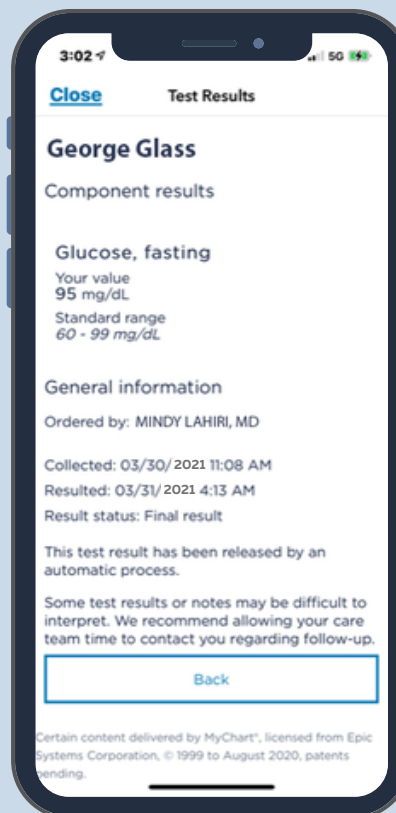 3:02 5G
Close Test Results
George Glass
Component results
Glucose, fasting
Your value
95 mg/dL
Standard range
60 - 99 mg/dL
General information
Ordered by: MINDY LAHIRI, MD
Collected: 03/30/ 2021 11:08 AM
Resulted: 03/31/ 2021 4:13 AM
Result status: Final result
This test result has been released by an
automatic process.
Some test results or notes may be difficult to
interpret. We recommend allowing your care
team time to contact you regarding follow-up.
Back
Certain content delivered by MyChart®, licensed from Epic
Systems Corporation, © 1999 to August 2020, patents
pending.